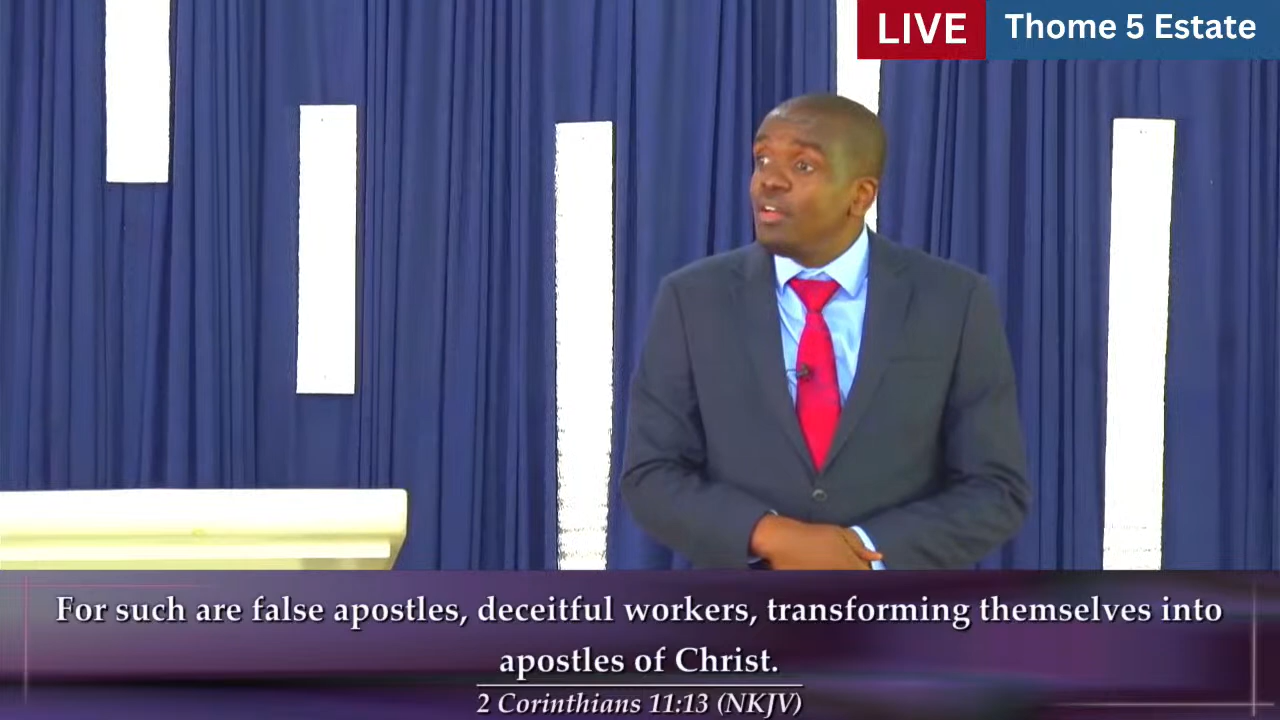 LIVE Thome 5 Estate
For such are false apostles, deceitful workers, transforming themselves into
apostles of Christ.
2 Corinthians 11:13 (NKJV)